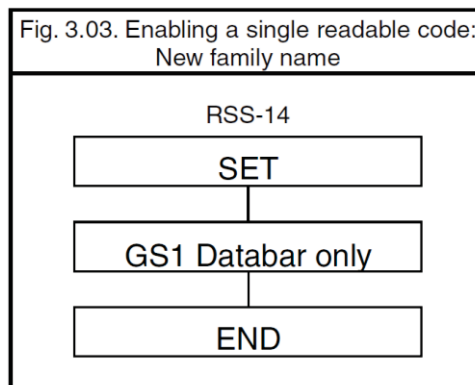 Fig. 3.03. Enabling a single readable code:
New family name
RSS-14
SET
GS1 Databar only
END